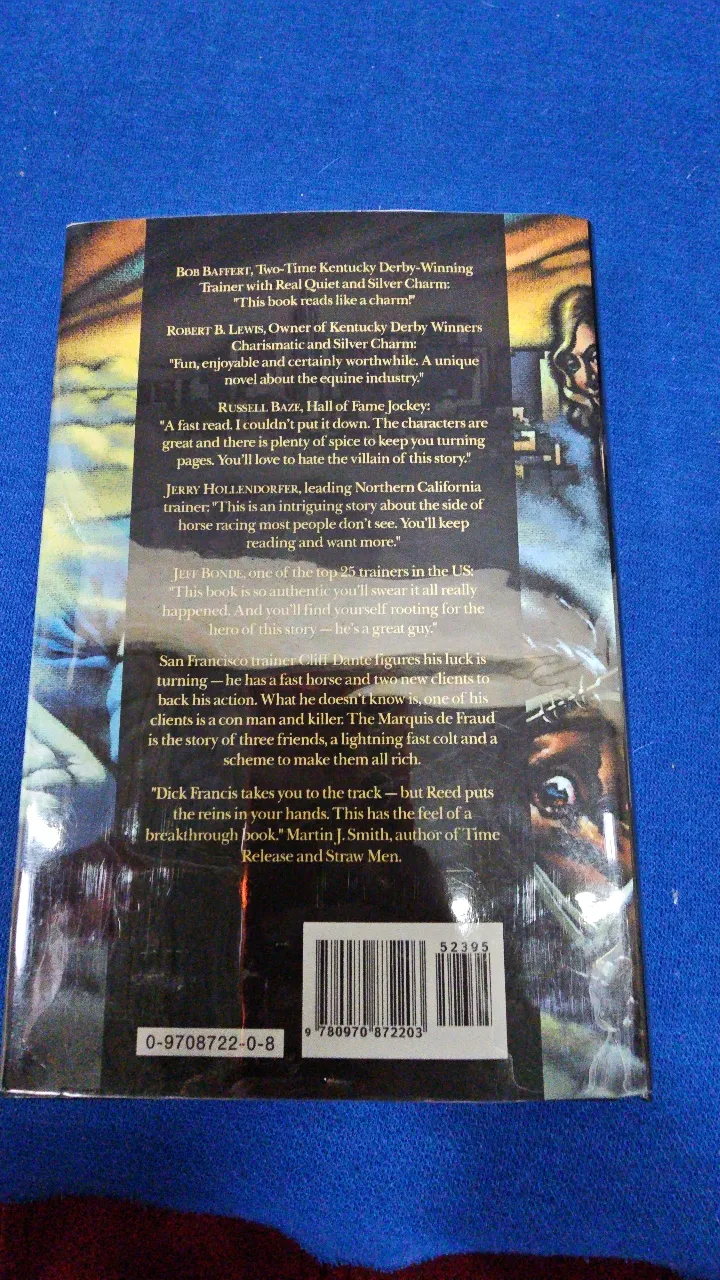 BOB BAFFERT, Two-Time Kentucky Derby-Winning
Trainer with Real Quiet and Silver Charm:
"This book reads like a charm!"
ROBERT B. LEWIS, Owner of Kentucky Derby Winners
Charismatic and Silver Charm:
"Fun, enjoyable and certainly worthwhile. A unique
novel about the equine industry."
RUSSELL BAZE, Hall of Fame Jockey:
"A fast read. I couldn't put it down. The characters are
great and there is plenty of spice to keep you turning
pages. You'll love to hate the villain of this story."
JERRY HOLLENDORFER, leading Northern California
trainer: "This is an intriguing story about the side of
horse racing most people don't see. You'll keep
reading and want more."
JEFF BONDE, one of the top 25 trainers in the US:
"This book is so authentic you'll swear it all really
happened. And you'll find yourself rooting for the
hero of this story — he's a great guy."
San Francisco trainer Cliff Dante figures his luck is
turning — he has a fast horse and two new clients to
back his action. What he doesn't know is, one of his
clients is a con man and killer. The Marquis de Fraud
is the story of three friends, a lightning fast colt and a
scheme to make them all rich.
"Dick Francis takes you to the track — but Reed puts
the reins in your hands. This has the feel of a
breakthrough book." Martin J. Smith, author of Time
Release and Straw Men.
52395
9 780970 872203
0-9708722-0-8